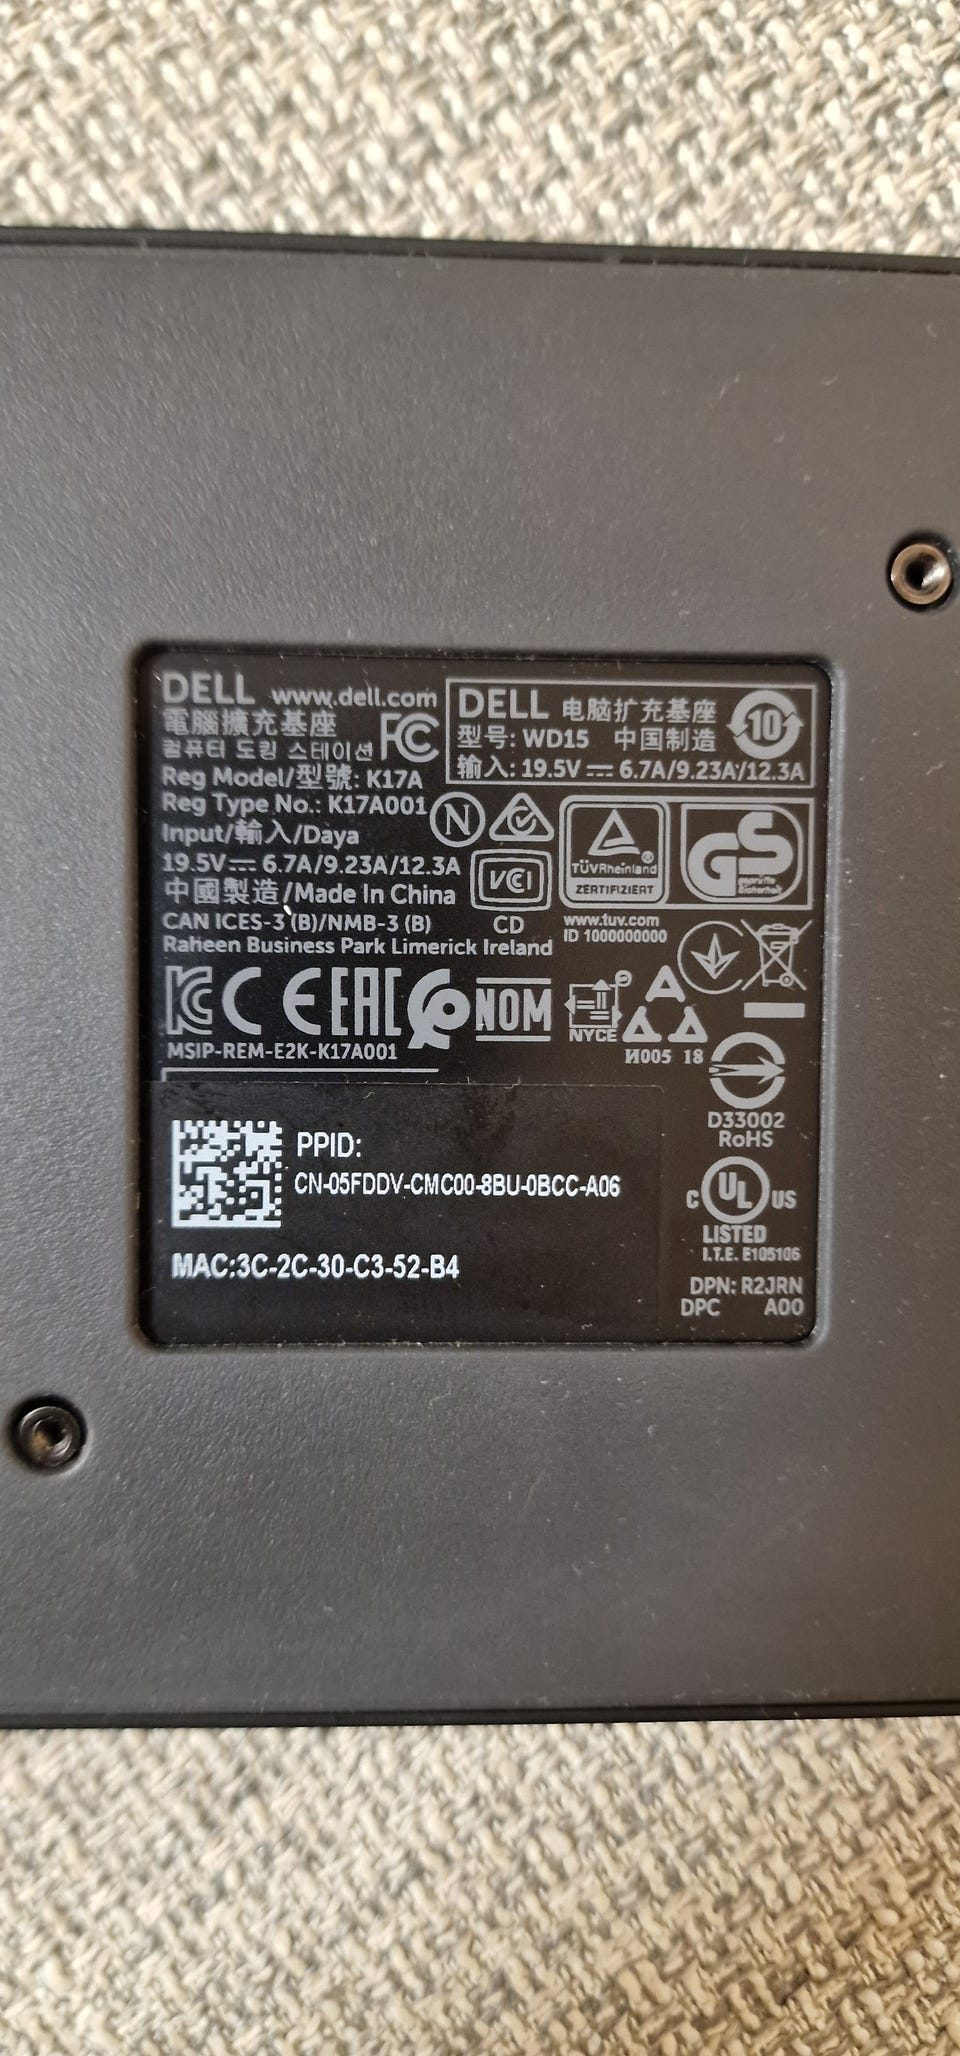 DELL www.dell.com
電腦擴充基座 FC
컴퓨터 도킹 스테이션
Reg Model/型號: K17A
Reg Type No.: K17A001
Input/輸入/Daya
19.5V⎓ 6.7A/9.23A/12.3A
中國製造/Made In China
CAN ICES-3 (B)/NMB-3 (B)
Raheen Business Park Limerick Ireland
DELL 电脑扩充基座
型号: WD15 中国制造
输入: 19.5V⎓ 6.7A/9.23A/12.3A
10
N
VCI
CD
TÜVRheinland®
ZERTIFIZIERT
www.tuv.com
ID 1000000000
GS
geprüfte
Sicherheit
CE EAC NOM
NYCE
И005 18
MSIP-REM-E2K-K17A001
D33002
RoHS
PPID:
CN-05FDDV-CMC00-8BU-0BCC-A06
MAC:3C-2C-30-C3-52-B4
C UL US
LISTED
I.T.E. E105106
DPN: R2JRN
DPC A00